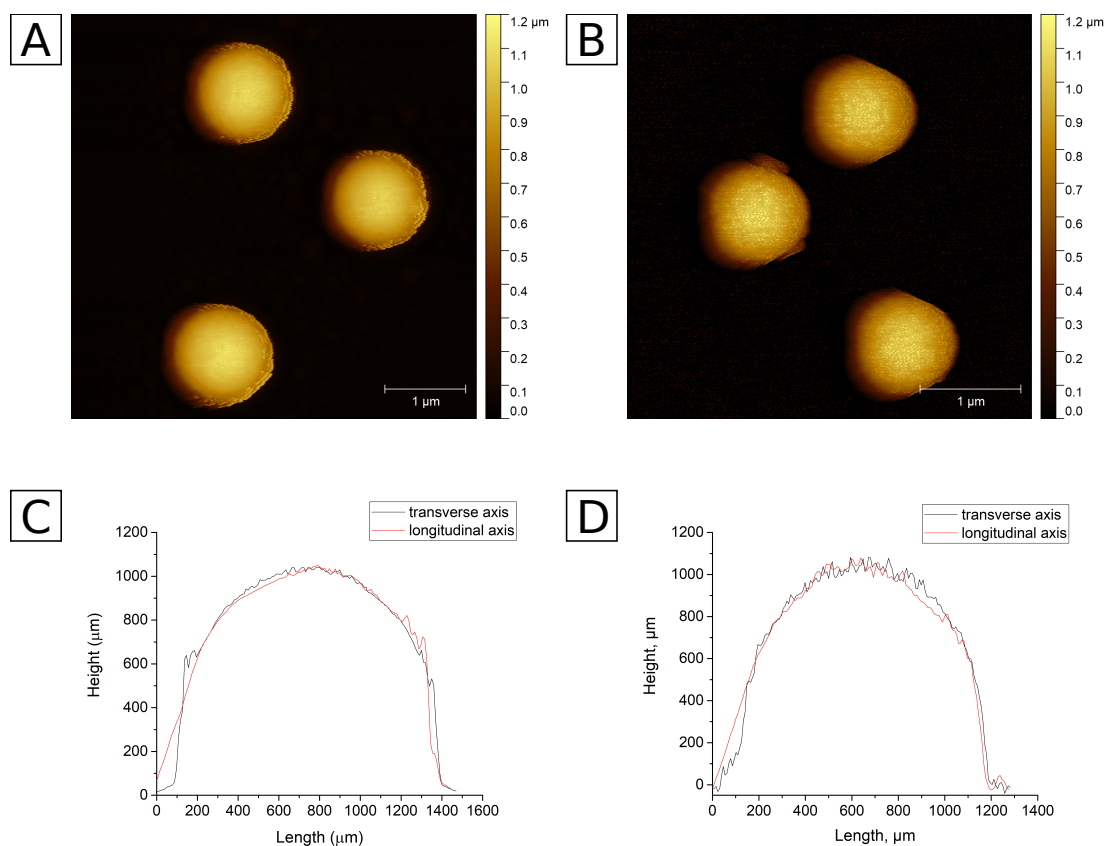 A
1.2 µm
1.1
1.0
0.9
0.8
0.7
0.6
0.5
0.4
0.3
0.2
0.1
0.0
1 µm
B
1.2 µm
1.1
1.0
0.9
0.8
0.7
0.6
0.5
0.4
0.3
0.2
0.1
0.0
1 µm
C
transverse axis
longitudinal axis
1200
1000
800
600
400
200
0
Height (µm)
0 200 400 600 800 1000 1200 1400 1600
Length (µm)
D
transverse axis
longitudinal axis
1200
1000
800
600
400
200
0
Height, µm
0 200 400 600 800 1000 1200 1400
Length, µm